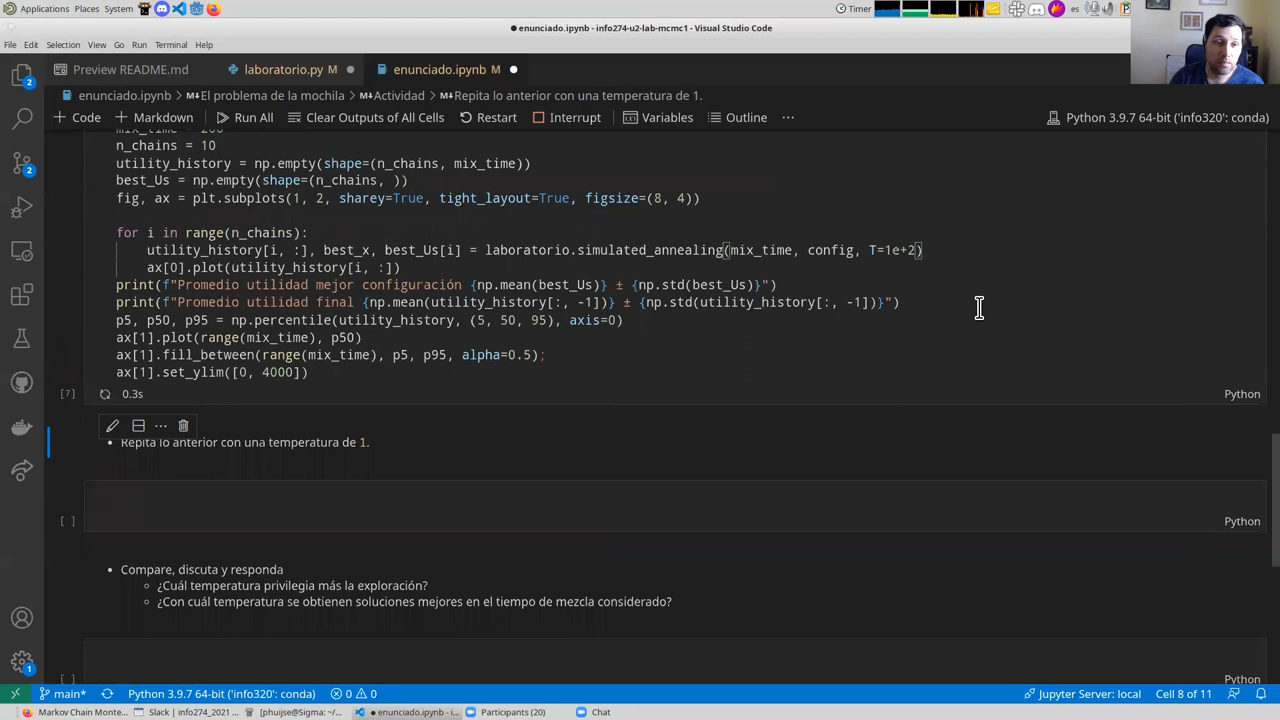 Applications Places System
Timer
es
enunciado.ipynb - info274-u2-lab-mcmc1 - Visual Studio Code
File Edit Selection View Go Run Terminal Help
Preview README.md
laboratorio.py M
enunciado.ipynb M
enunciado.ipynb > El problema de la mochila > Actividad > Repita lo anterior con una temperatura de 1.
+ Code + Markdown Run All Clear Outputs of All Cells Restart Interrupt Variables Outline ...
Python 3.9.7 64-bit ('info320': conda)
mix_time = 200
n_chains = 10
utility_history = np.empty(shape=(n_chains, mix_time))
best_Us = np.empty(shape=(n_chains, ))
fig, ax = plt.subplots(1, 2, sharey=True, tight_layout=True, figsize=(8, 4))
for i in range(n_chains):
utility_history[i, :], best_x, best_Us[i] = laboratorio.simulated_annealing(mix_time, config, T=1e+2)
ax[0].plot(utility_history[i, :])
print(f"Promedio utilidad mejor configuración {np.mean(best_Us)} ± {np.std(best_Us)}")
print(f"Promedio utilidad final {np.mean(utility_history[:, -1])} ± {np.std(utility_history[:, -1])}")
p5, p50, p95 = np.percentile(utility_history, (5, 50, 95), axis=0)
ax[1].plot(range(mix_time), p50)
ax[1].fill_between(range(mix_time), p5, p95, alpha=0.5);
ax[1].set_ylim([0, 4000])
[7] 0.3s Python
• Repita lo anterior con una temperatura de 1.
[ ] Python
• Compare, discuta y responda
◦ ¿Cuál temperatura privilegia más la exploración?
◦ ¿Con cuál temperatura se obtienen soluciones mejores en el tiempo de mezcla considerado?
[ ] Python
2
2
1
main* Python 3.9.7 64-bit ('info320': conda) 0 0 Jupyter Server: local Cell 8 of 11
Markov Chain Monte... Slack | info274_2021 ... [phuijse@Sigma: ~/... enunciado.ipynb - i... Participants (20) Chat